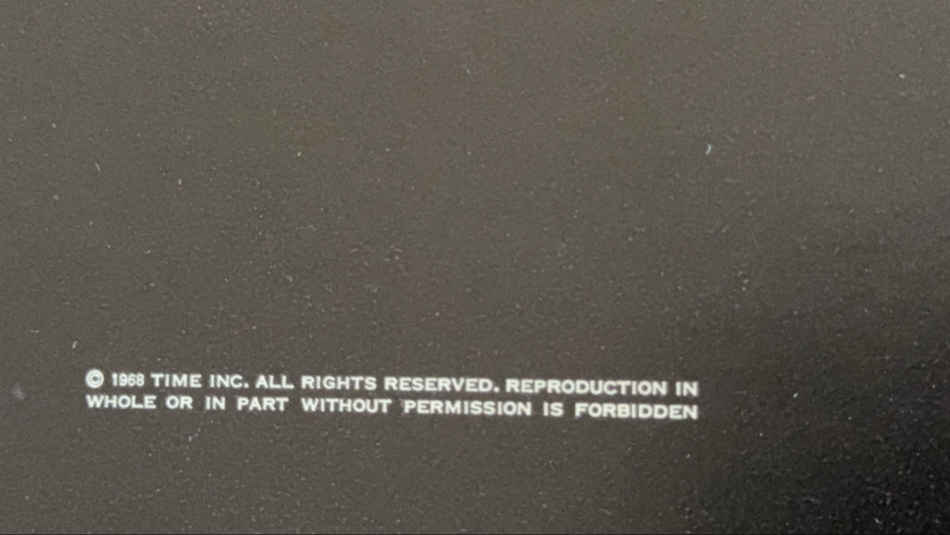 © 1968 TIME INC. ALL RIGHTS RESERVED. REPRODUCTION IN
WHOLE OR IN PART WITHOUT PERMISSION IS FORBIDDEN